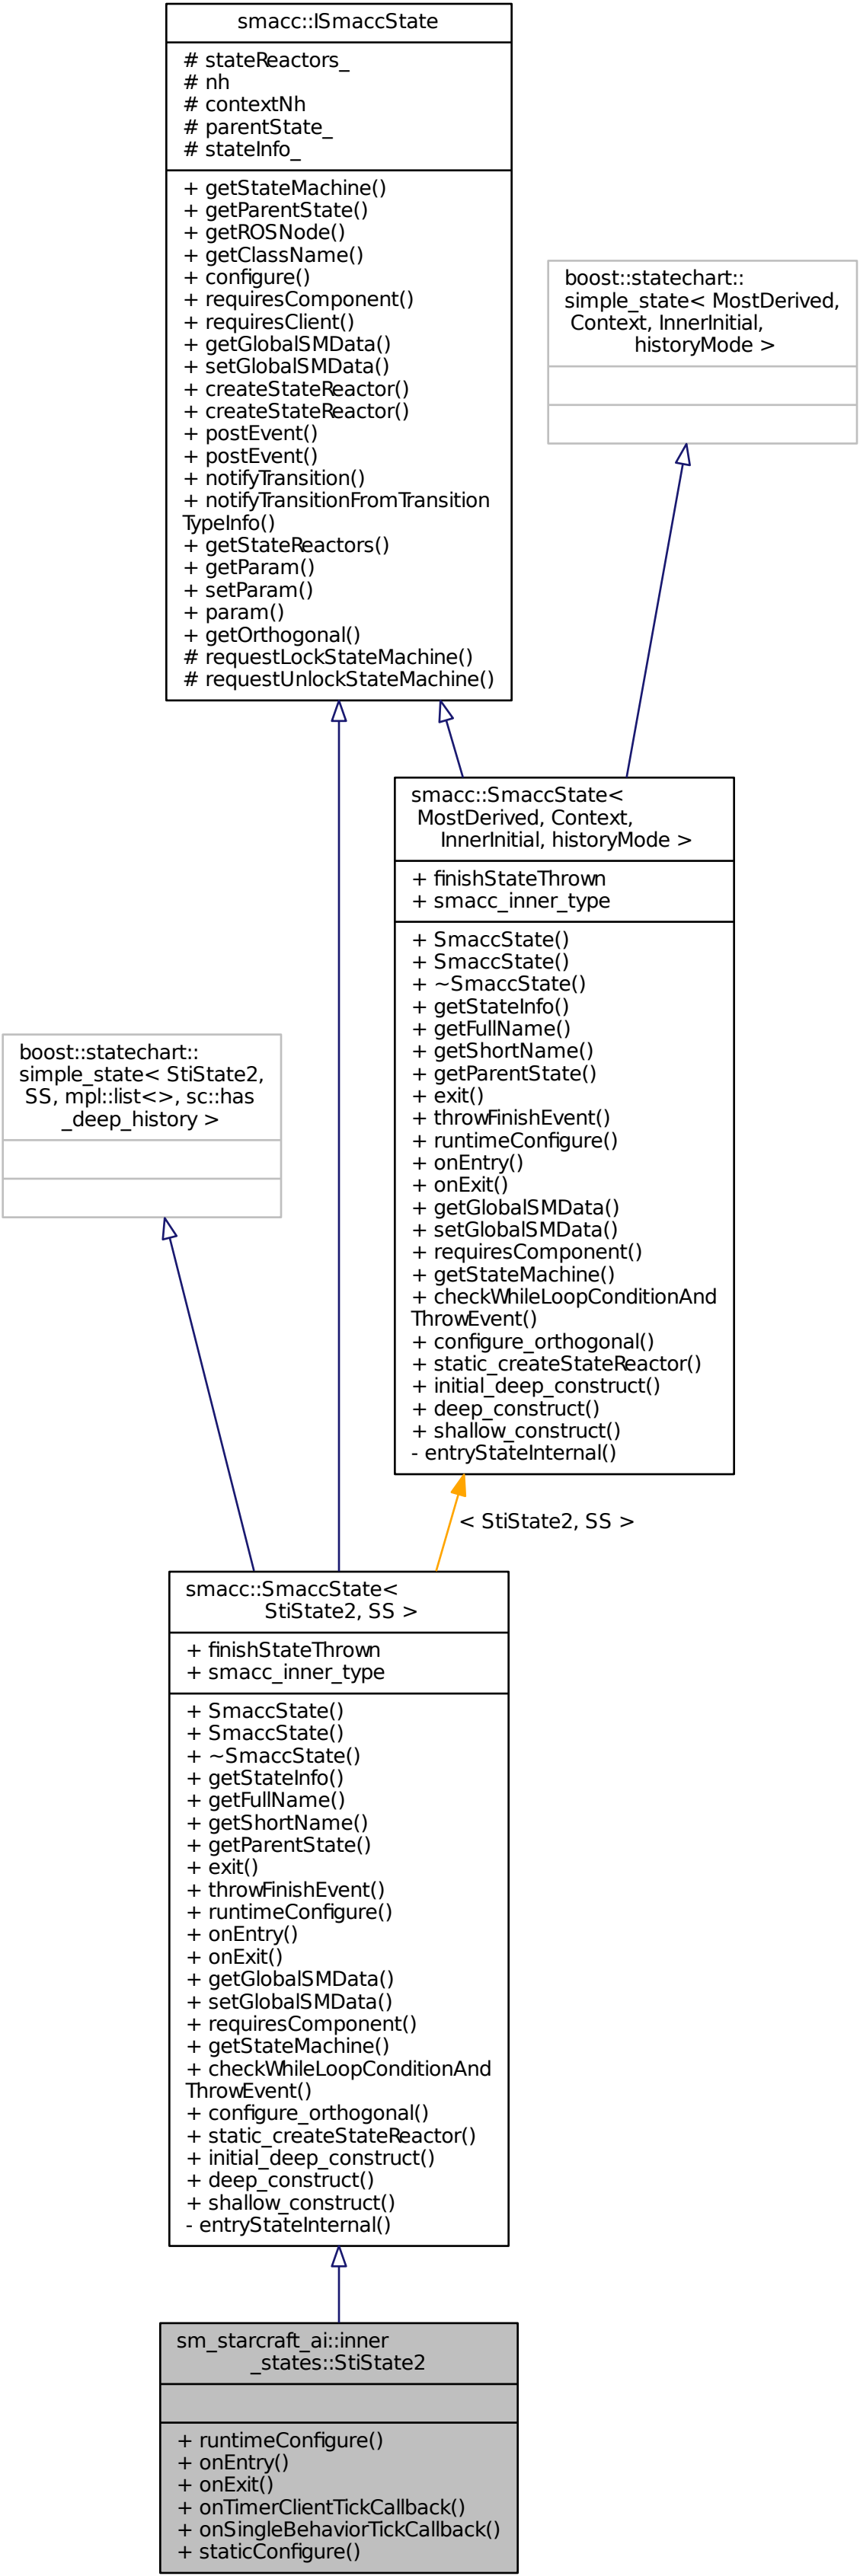 smacc::ISmaccState
# stateReactors_
# nh
# contextNh
# parentState_
# stateInfo_
+ getStateMachine()
+ getParentState()
+ getROSNode()
+ getClassName()
+ configure()
+ requiresComponent()
+ requiresClient()
+ getGlobalSMData()
+ setGlobalSMData()
+ createStateReactor()
+ createStateReactor()
+ postEvent()
+ postEvent()
+ notifyTransition()
+ notifyTransitionFromTransition
TypeInfo()
+ getStateReactors()
+ getParam()
+ setParam()
+ param()
+ getOrthogonal()
# requestLockStateMachine()
# requestUnlockStateMachine()
boost::statechart::
simple_state< MostDerived,
Context, InnerInitial,
historyMode >
smacc::SmaccState<
MostDerived, Context,
InnerInitial, historyMode >
+ finishStateThrown
+ smacc_inner_type
+ SmaccState()
+ SmaccState()
+ ~SmaccState()
+ getStateInfo()
+ getFullName()
+ getShortName()
+ getParentState()
+ exit()
+ throwFinishEvent()
+ runtimeConfigure()
+ onEntry()
+ onExit()
+ getGlobalSMData()
+ setGlobalSMData()
+ requiresComponent()
+ getStateMachine()
+ checkWhileLoopConditionAnd
ThrowEvent()
+ configure_orthogonal()
+ static_createStateReactor()
+ initial_deep_construct()
+ deep_construct()
+ shallow_construct()
- entryStateInternal()
boost::statechart::
simple_state< StiState2,
SS, mpl::list<>, sc::has
_deep_history >
< StiState2, SS >
smacc::SmaccState<
StiState2, SS >
+ finishStateThrown
+ smacc_inner_type
+ SmaccState()
+ SmaccState()
+ ~SmaccState()
+ getStateInfo()
+ getFullName()
+ getShortName()
+ getParentState()
+ exit()
+ throwFinishEvent()
+ runtimeConfigure()
+ onEntry()
+ onExit()
+ getGlobalSMData()
+ setGlobalSMData()
+ requiresComponent()
+ getStateMachine()
+ checkWhileLoopConditionAnd
ThrowEvent()
+ configure_orthogonal()
+ static_createStateReactor()
+ initial_deep_construct()
+ deep_construct()
+ shallow_construct()
- entryStateInternal()
sm_starcraft_ai::inner
_states::StiState2
+ runtimeConfigure()
+ onEntry()
+ onExit()
+ onTimerClientTickCallback()
+ onSingleBehaviorTickCallback()
+ staticConfigure()